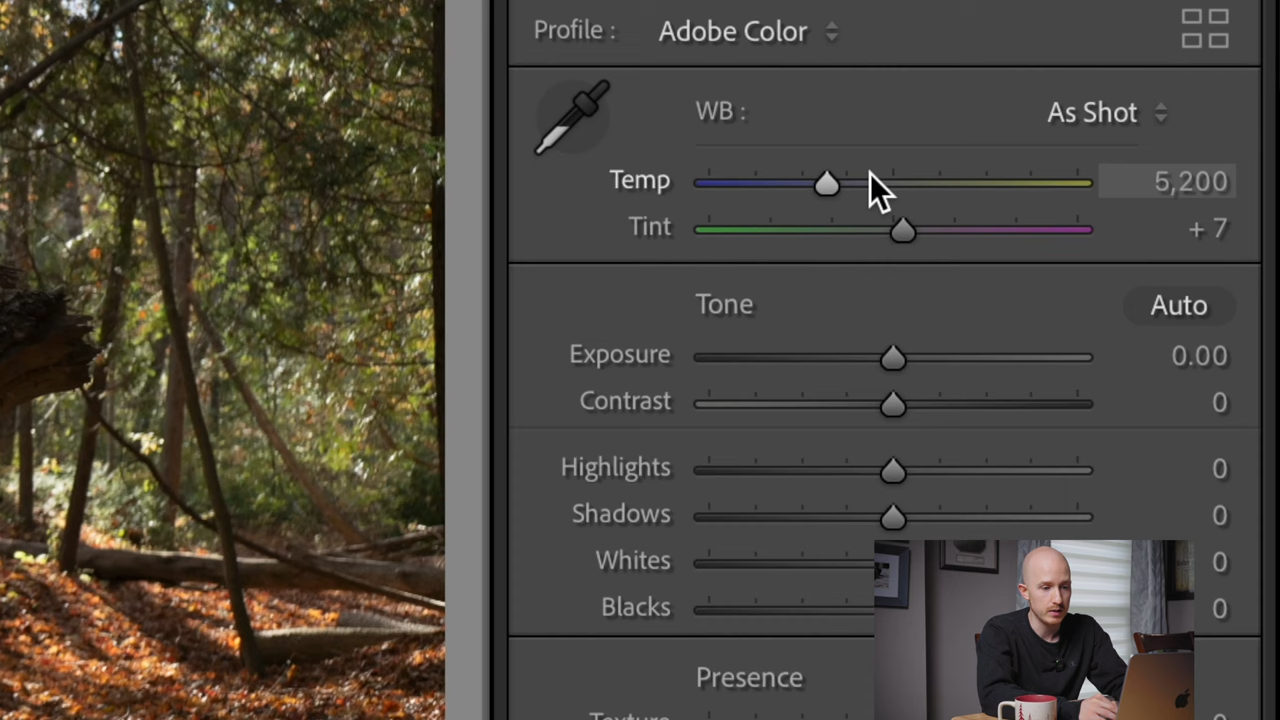 Profile : Adobe Color
WB : As Shot
Temp 5,200
Tint + 7
Tone Auto
Exposure 0.00
Contrast 0
Highlights 0
Shadows 0
Whites 0
Blacks 0
Presence
Texture